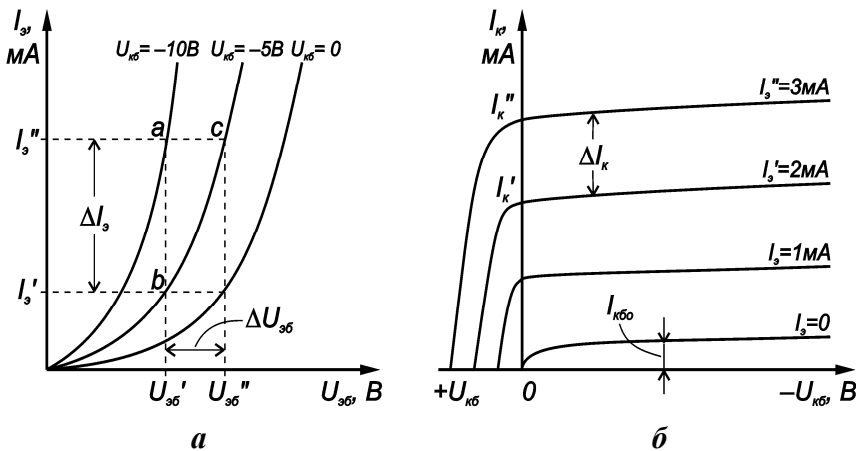 Iэ,
мА
Uкб= –10В Uкб= –5В Uкб= 0
a
c
Iэ"
ΔIэ
Iэ'
b
ΔUэб
Uэб' Uэб" Uэб, В
а
Iк,
мА
Iэ"=3мА
Iк"
ΔIк
Iэ'=2мА
Iк'
Iэ=1мА
Iкбо
Iэ=0
+Uкб 0 –Uкб, В
б